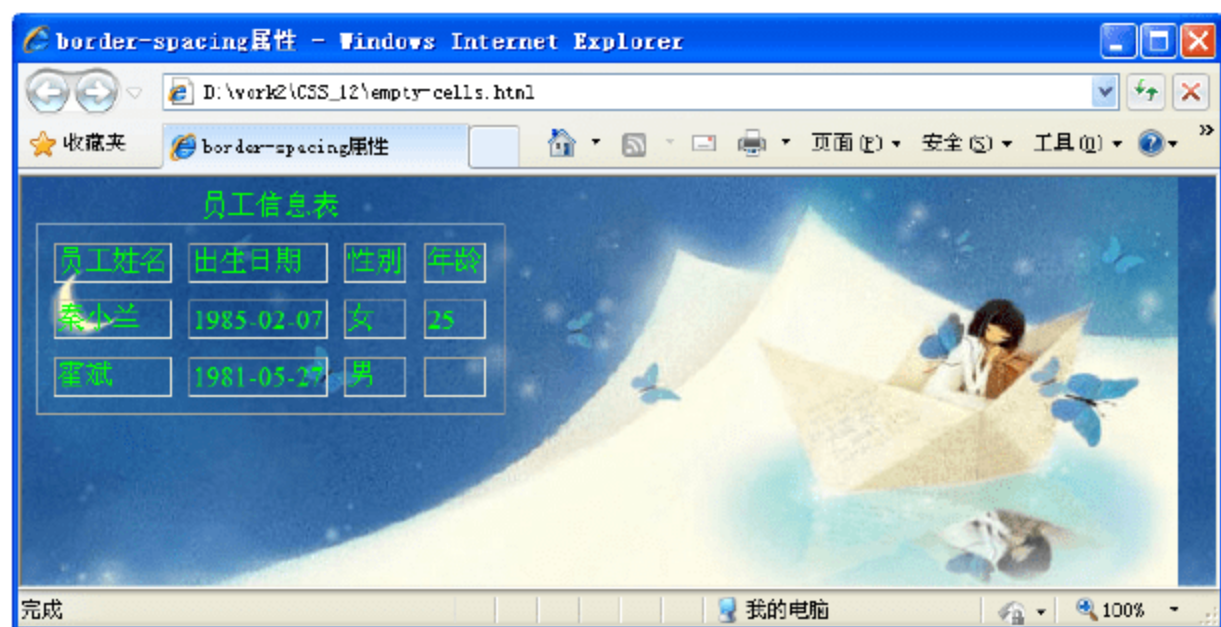 border-spacing属性 - Windows Internet Explorer
D:\work2\CSS_12\empty-cells.html
收藏夹 border-spacing属性 页面(P) 安全(S) 工具(O)
员工信息表
员工姓名 出生日期 性别 年龄
秦小兰 1985-02-07 女 25
霍斌 1981-05-27 男
完成 我的电脑 100%